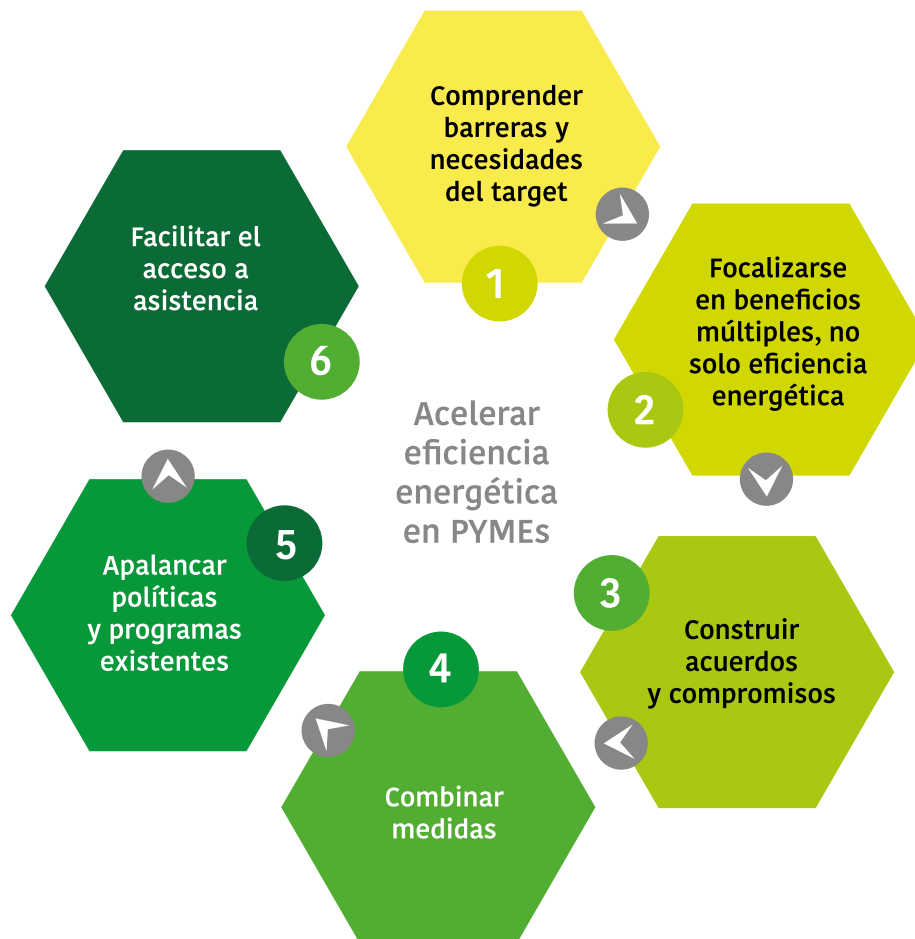 Comprender
barreras y
necesidades
del target
1
Focalizarse
en beneficios
múltiples, no
solo eficiencia
energética
2
3
Construir
acuerdos
y compromisos
4
Combinar
medidas
5
Apalancar
políticas
y programas
existentes
Facilitar el
acceso a
asistencia
6
Acelerar
eficiencia
energética
en PYMEs